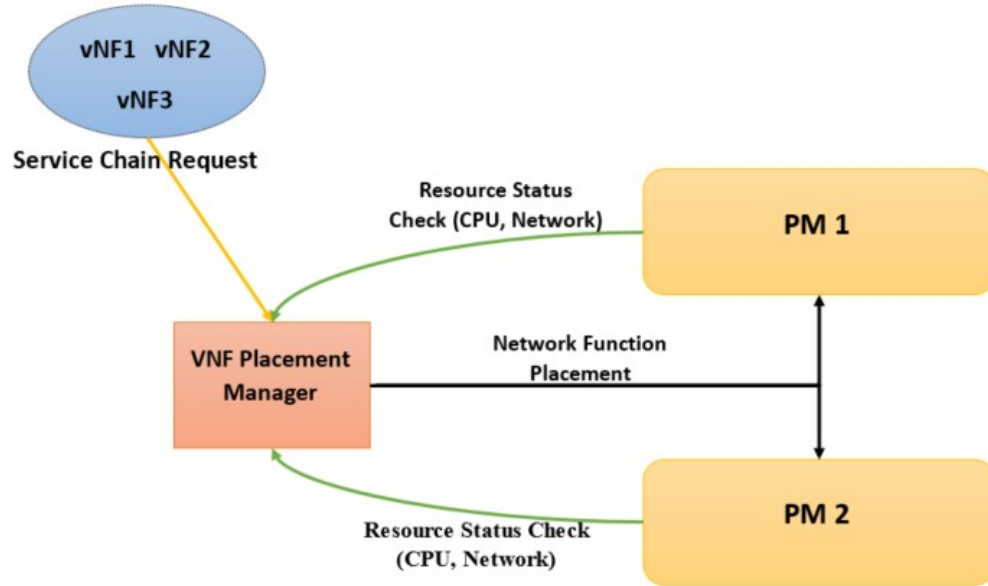 vNF1 vNF2
vNF3
Service Chain Request
Resource Status
Check (CPU, Network)
PM 1
VNF Placement
Manager
Network Function
Placement
PM 2
Resource Status Check
(CPU, Network)